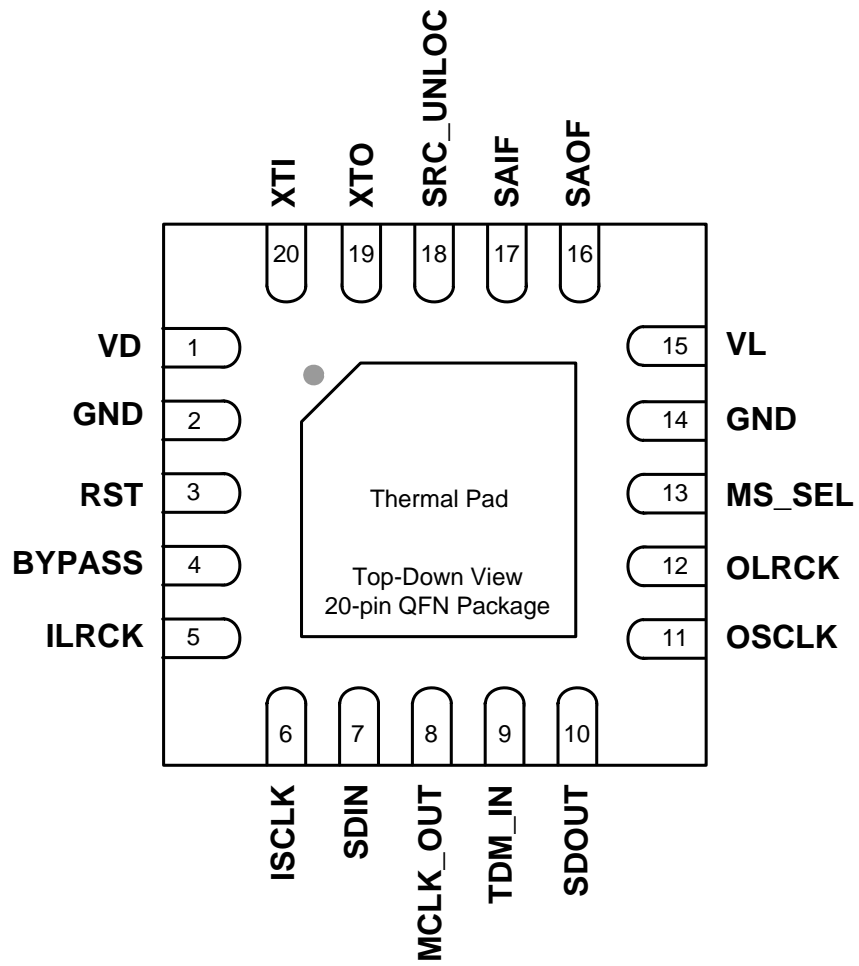 XTI
XTO
SRC_UNLOC
SAIF
SAOF
20
19
18
17
16
VD
1
GND
2
RST
3
BYPASS
4
ILRCK
5
15
VL
14
GND
13
MS_SEL
12
OLRCK
11
OSCLK
Thermal Pad
Top-Down View
20-pin QFN Package
6
7
8
9
10
ISCLK
SDIN
MCLK_OUT
TDM_IN
SDOUT